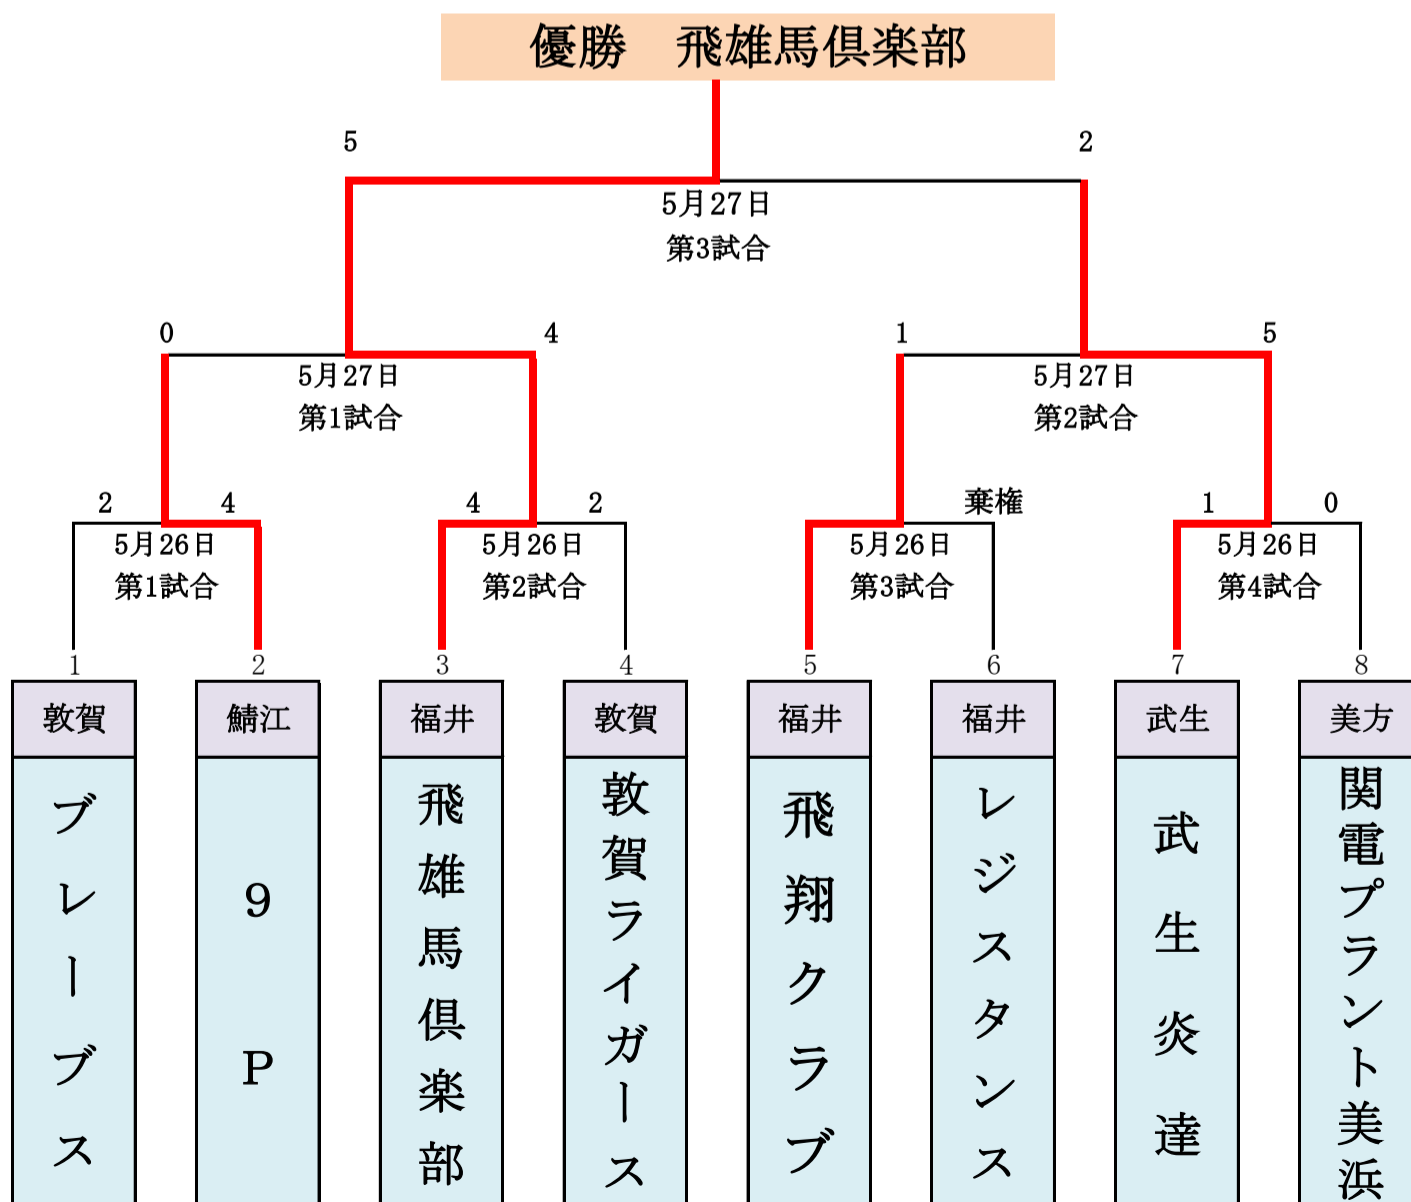 優勝　飛雄馬倶楽部
5
2
5月27日
第3試合
0
4
1
5
5月27日
第1試合
5月27日
第2試合
2
4
4
2
棄権
1
0
5月26日
第1試合
5月26日
第2試合
5月26日
第3試合
5月26日
第4試合
1
2
3
4
5
6
7
8
敦賀
鯖江
福井
敦賀
福井
福井
武生
美方
ブレーブス
9P
飛雄馬倶楽部
敦賀ライガース
飛翔クラブ
レジスタンス
武生炎達
関電プラント美浜